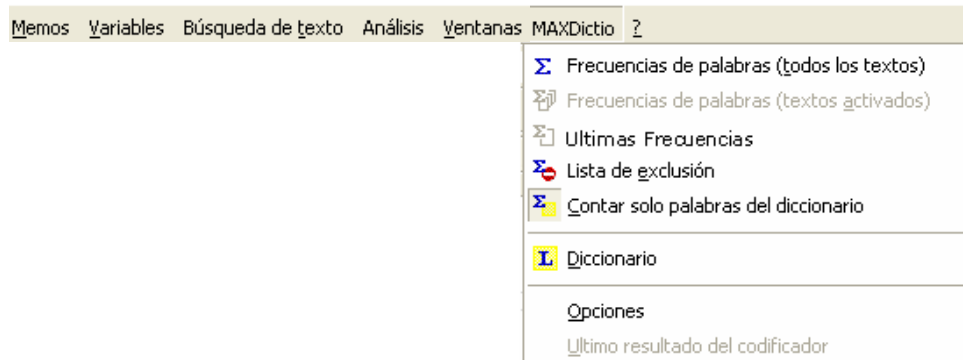 Memos Variables Búsqueda de texto Análisis Ventanas MAXDictio ?
Frecuencias de palabras (todos los textos)
Frecuencias de palabras (textos activados)
Ultimas Frecuencias
Lista de exclusión
Contar solo palabras del diccionario
L Diccionario
Opciones
Ultimo resultado del codificador